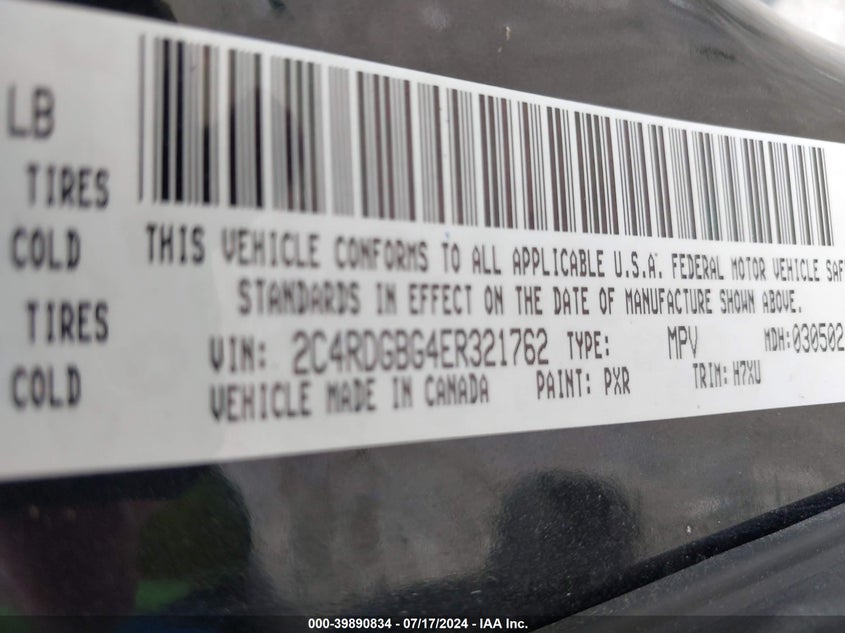 LB
TIRES
COLD
TIRES
COLD
THIS VEHICLE CONFORMS TO ALL APPLICABLE U.S.A. FEDERAL MOTOR VEHICLE SAF
STANDARDS IN EFFECT ON THE DATE OF MANUFACTURE SHOWN ABOVE.
VIN: 2C4RDGBG4ER321762 TYPE: MPV MDH:030502
VEHICLE MADE IN CANADA PAINT: PXR TRIM: H7XU
000-39890834 - 07/17/2024 - IAA Inc.